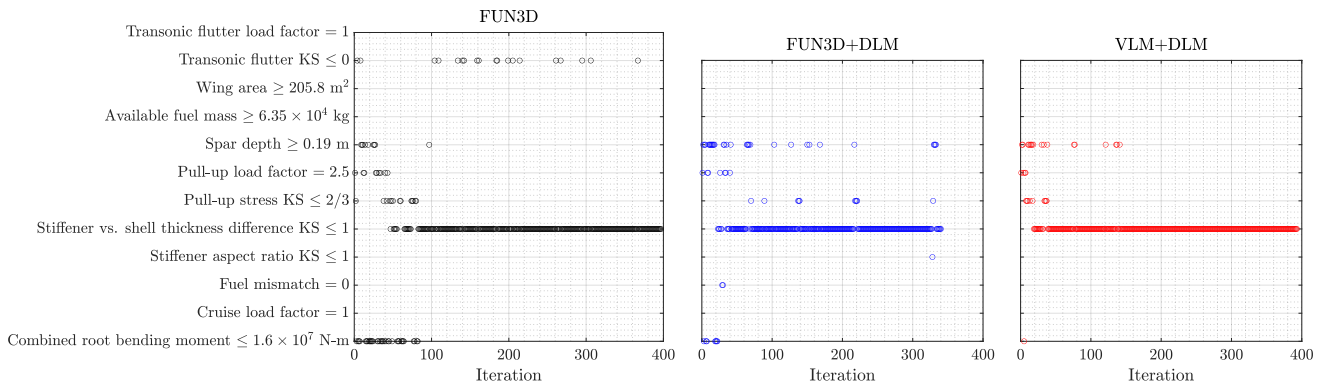 FUN3D
FUN3D+DLM
VLM+DLM
Transonic flutter load factor = 1
Transonic flutter KS ≤ 0
Wing area ≥ 205.8 m²
Available fuel mass ≥ 6.35 × 10⁴ kg
Spar depth ≥ 0.19 m
Pull-up load factor = 2.5
Pull-up stress KS ≤ 2/3
Stiffener vs. shell thickness difference KS ≤ 1
Stiffener aspect ratio KS ≤ 1
Fuel mismatch = 0
Cruise load factor = 1
Combined root bending moment ≤ 1.6 × 10⁷ N-m
0 100 200 300 400
0 100 200 300 400
0 100 200 300 400
Iteration
Iteration
Iteration